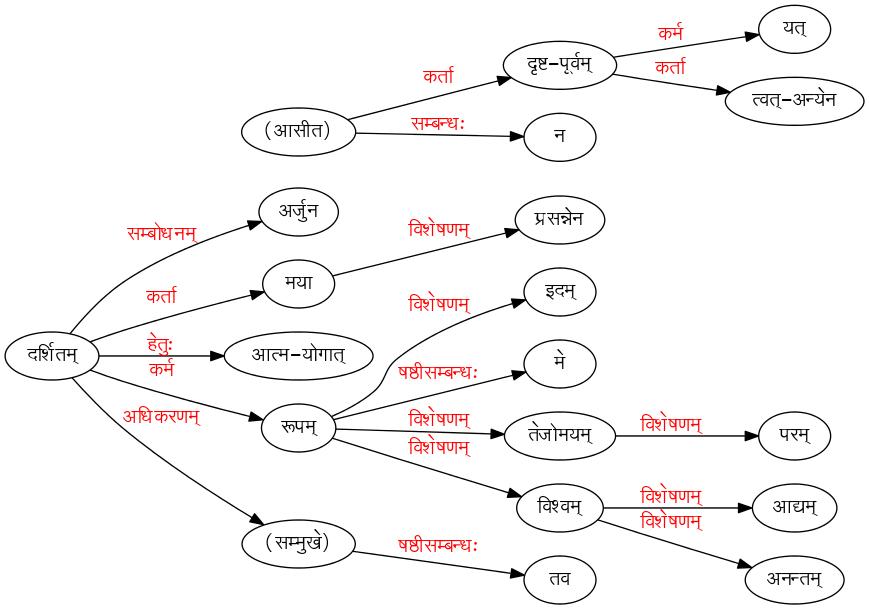 यत्
कर्म
दृष्ट-पूर्वम्
कर्ता
कर्ता
त्वत्-अन्येन
(आसीत)
सम्बन्धः
न
अर्जुन
सम्बोधनम्
प्रसन्नेन
विशेषणम्
मया
कर्ता
इदम्
विशेषणम्
हेतुः
दर्शितम्
आत्म-योगात्
कर्म
षष्ठीसम्बन्धः
मे
अधिकरणम्
रूपम्
विशेषणम्
तेजोमयम्
विशेषणम्
परम्
विशेषणम्
विश्वम्
विशेषणम्
आद्यम्
विशेषणम्
(सम्मुखे)
षष्ठीसम्बन्धः
तव
अनन्तम्